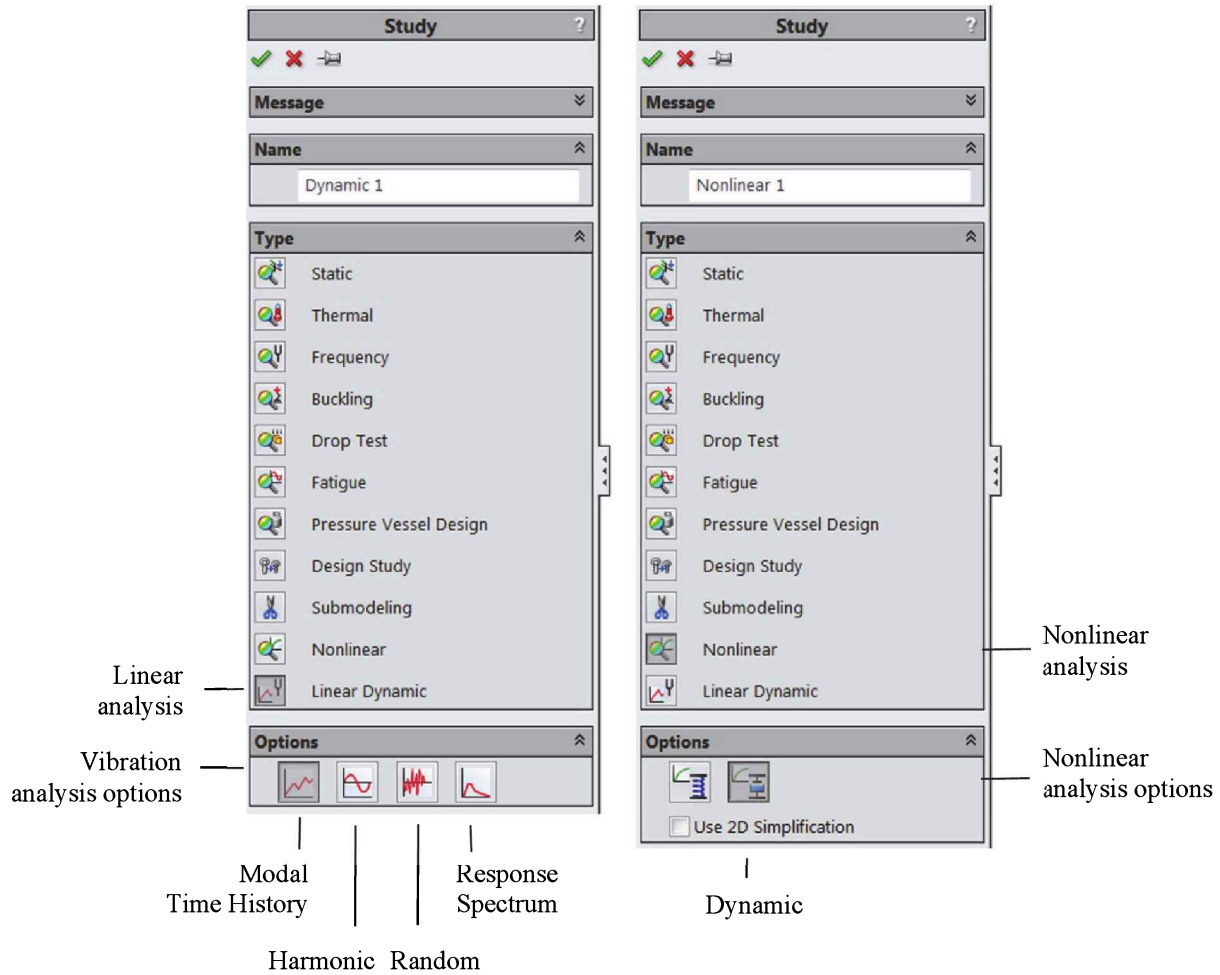 Study ?
Message
Name
Dynamic 1
Type
Static
Thermal
Frequency
Buckling
Drop Test
Fatigue
Pressure Vessel Design
Design Study
Submodeling
Nonlinear
Linear Dynamic
Options
Linear
analysis
Vibration
analysis options
Modal
Time History
Harmonic
Random
Response
Spectrum
Study ?
Message
Name
Nonlinear 1
Type
Static
Thermal
Frequency
Buckling
Drop Test
Fatigue
Pressure Vessel Design
Design Study
Submodeling
Nonlinear
Linear Dynamic
Options
Use 2D Simplification
Nonlinear
analysis
Nonlinear
analysis options
Dynamic